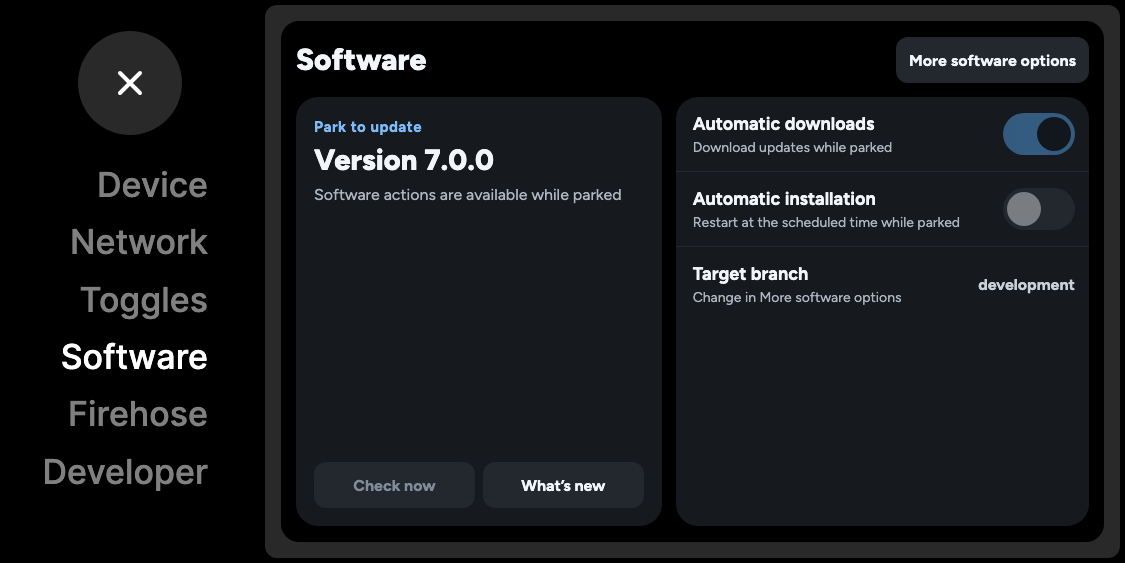 Device
Network
Toggles
Software
Firehose
Developer
Software
More software options
Park to update
Version 7.0.0
Software actions are available while parked
Check now
What's new
Automatic downloads
Download updates while parked
Automatic installation
Restart at the scheduled time while parked
Target branch
Change in More software options
development